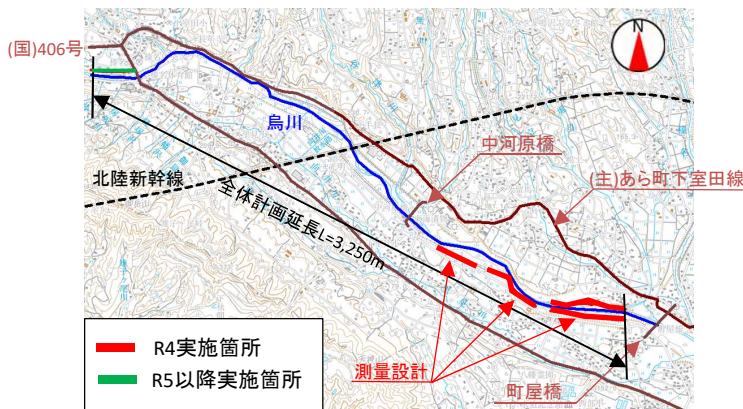 (国)406号
N
烏川
中河原橋
(主)あら町下室田線
北陸新幹線
全体計画延長L=3,250m
R4実施箇所
R5以降実施箇所
測量設計
町屋橋